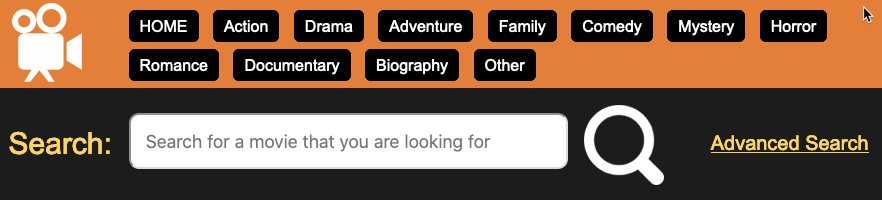 HOME Action Drama Adventure Family Comedy Mystery Horror
Romance Documentary Biography Other
Search: Search for a movie that you are looking for Advanced Search